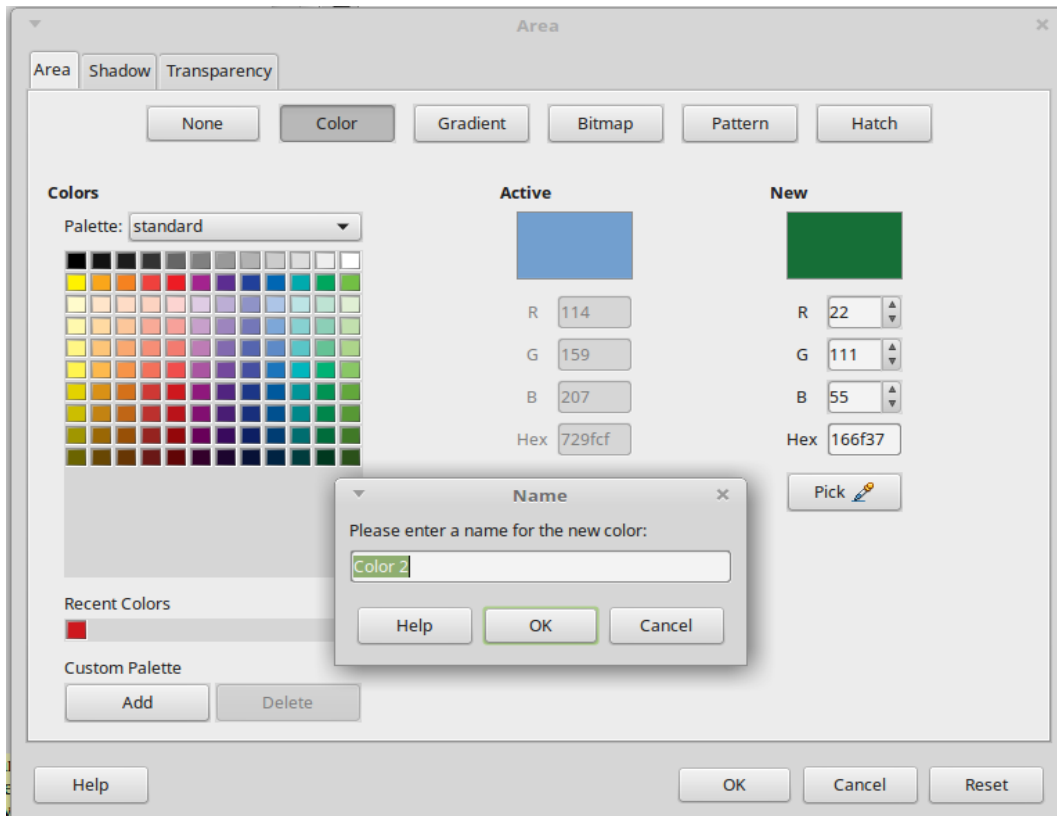 Area
Area Shadow Transparency
None Color Gradient Bitmap Pattern Hatch
Colors Active New
Palette: standard
R 114 R 22
G 159 G 111
B 207 B 55
Hex 729fcf Hex 166f37
Pick
Name
Please enter a name for the new color:
Color 2
Help OK Cancel
Recent Colors
Custom Palette
Add Delete
Help OK Cancel Reset